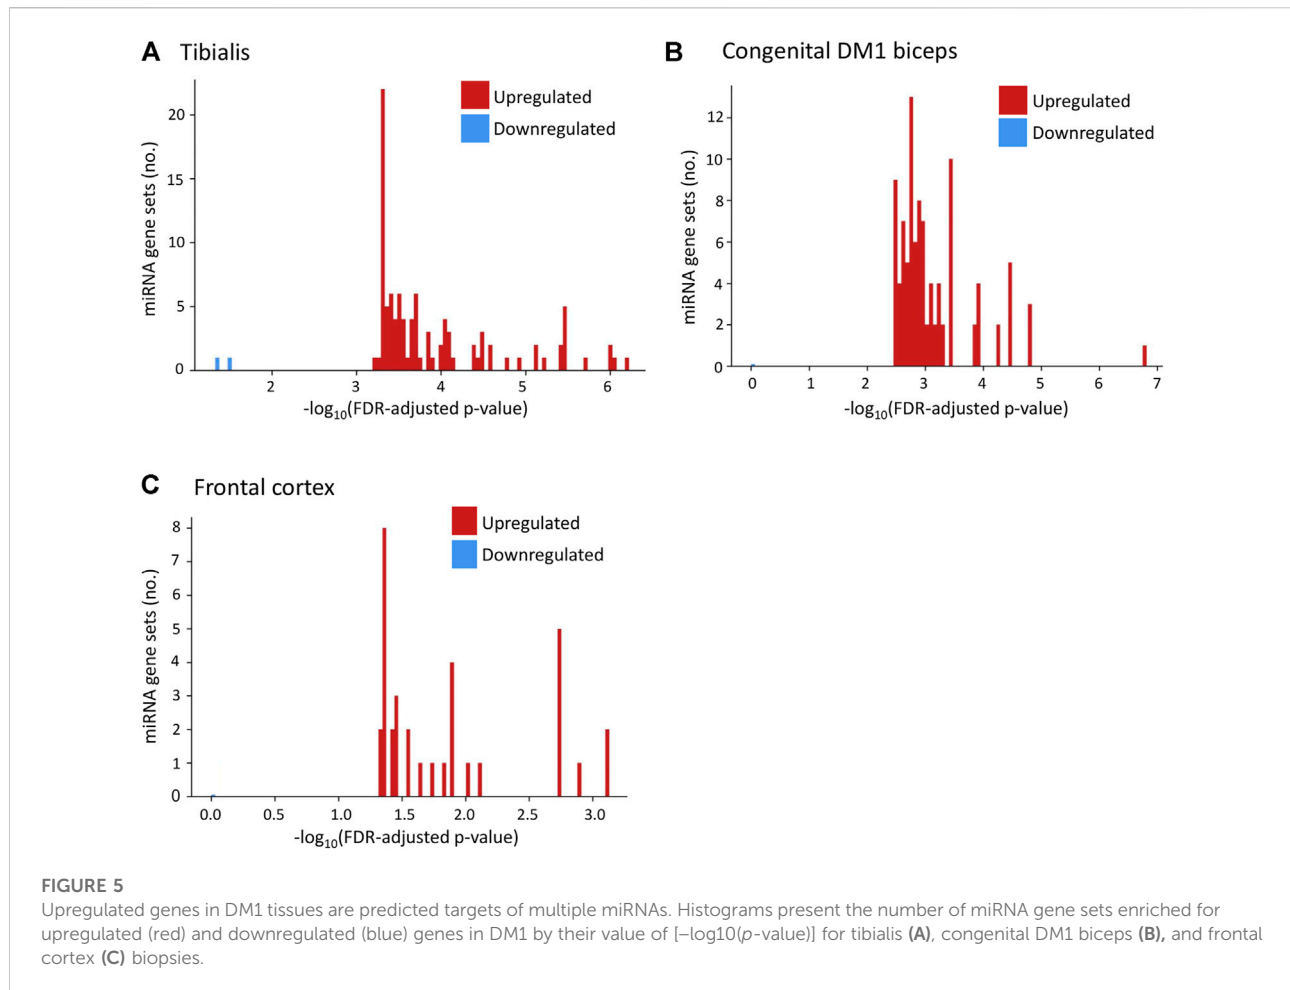 A Tibialis
Upregulated
Downregulated
miRNA gene sets (no.)
20
15
10
5
0
2 3 4 5 6
-log10(FDR-adjusted p-value)
B Congenital DM1 biceps
Upregulated
Downregulated
miRNA gene sets (no.)
12
10
8
6
4
2
0
0 1 2 3 4 5 6 7
-log10(FDR-adjusted p-value)
C Frontal cortex
Upregulated
Downregulated
miRNA gene sets (no.)
8
7
6
5
4
3
2
1
0
0.0 0.5 1.0 1.5 2.0 2.5 3.0
-log10(FDR-adjusted p-value)
FIGURE 5
Upregulated genes in DM1 tissues are predicted targets of multiple miRNAs. Histograms present the number of miRNA gene sets enriched for
upregulated (red) and downregulated (blue) genes in DM1 by their value of [–log10(p-value)] for tibialis (A), congenital DM1 biceps (B), and frontal
cortex (C) biopsies.